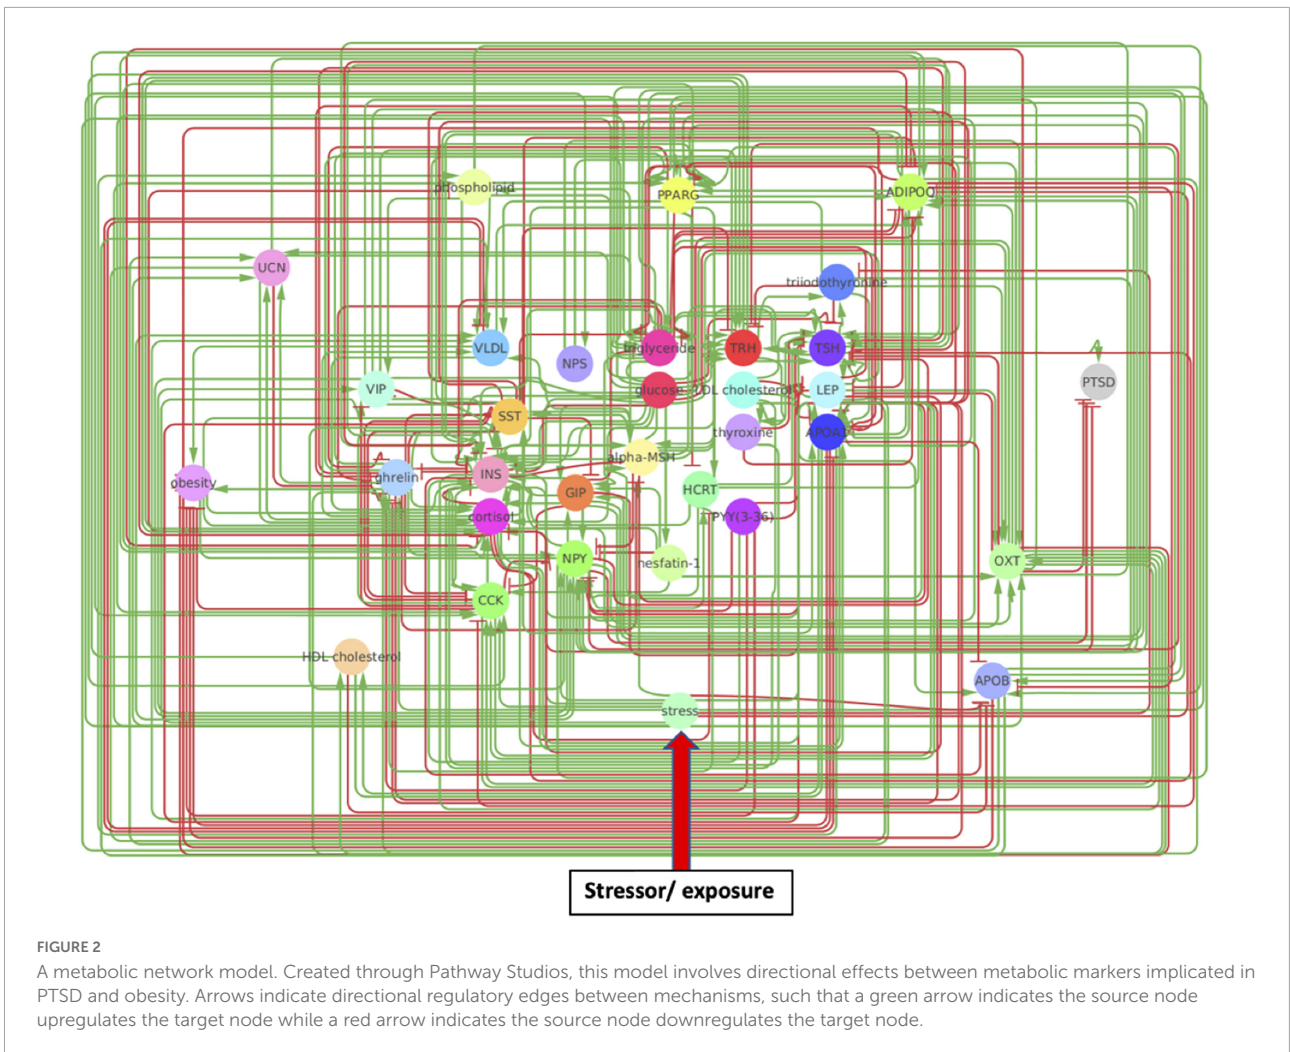 phospholipid
PPARG
ADIPOQ
UCN
triiodothyronine
VLDL
NPS
triglyceride
TRH
TSH
PTSD
VIP
glucose
LDL cholesterol
LEP
SST
thyroxine
APOA1
alpha-MSH
obesity
ghrelin
INS
GIP
HCRT
cortisol
PYY(3-36)
NPY
nesfatin-1
OXT
CCK
HDL cholesterol
APOB
stress
Stressor/ exposure
FIGURE 2
A metabolic network model. Created through Pathway Studios, this model involves directional effects between metabolic markers implicated in
PTSD and obesity. Arrows indicate directional regulatory edges between mechanisms, such that a green arrow indicates the source node
upregulates the target node while a red arrow indicates the source node downregulates the target node.